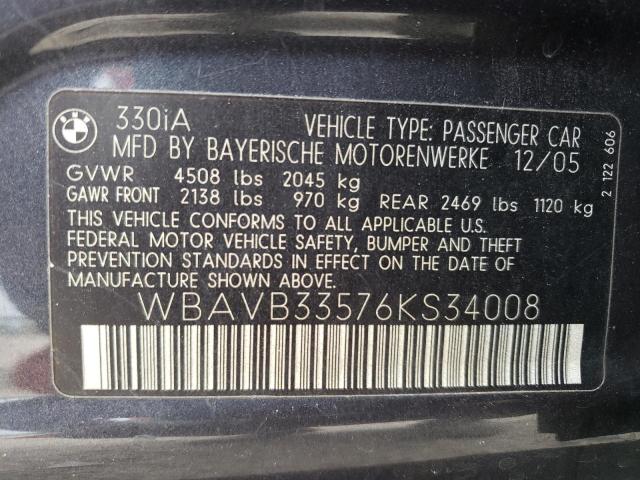 BMW
330iA VEHICLE TYPE: PASSENGER CAR
MFD BY BAYERISCHE MOTORENWERKE 12/05
GVWR 4508 lbs 2045 kg
GAWR FRONT 2138 lbs 970 kg REAR 2469 lbs 1120 kg
THIS VEHICLE CONFORMS TO ALL APPLICABLE U.S.
FEDERAL MOTOR VEHICLE SAFETY, BUMPER AND THEFT
PREVENTION STANDARDS IN EFFECT ON THE DATE OF
MANUFACTURE SHOWN ABOVE.
WBAVB33576KS34008
2 122 606